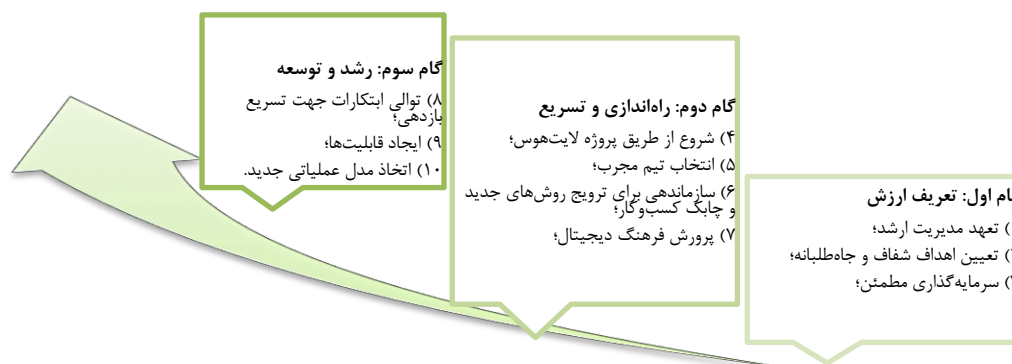 گام اول: تعریف ارزش
) تعهد مدیریت ارشد؛
) تعیین اهداف شفاف و جاه‌طلبانه؛
) سرمایه‌گذاری مطمئن؛
گام دوم: راه‌اندازی و تسریع
۴) شروع از طریق پروژه لایت‌هوس؛
۵) انتخاب تیم مجرب؛
۶) سازماندهی برای ترویج روش‌های جدید
و چابک کسب‌وکار؛
۷) پرورش فرهنگ دیجیتال؛
گام سوم: رشد و توسعه
۸) توالی ابتکارات جهت تسریع
بازدهی؛
۹) ایجاد قابلیت‌ها؛
۱۰) اتخاذ مدل عملیاتی جدید.